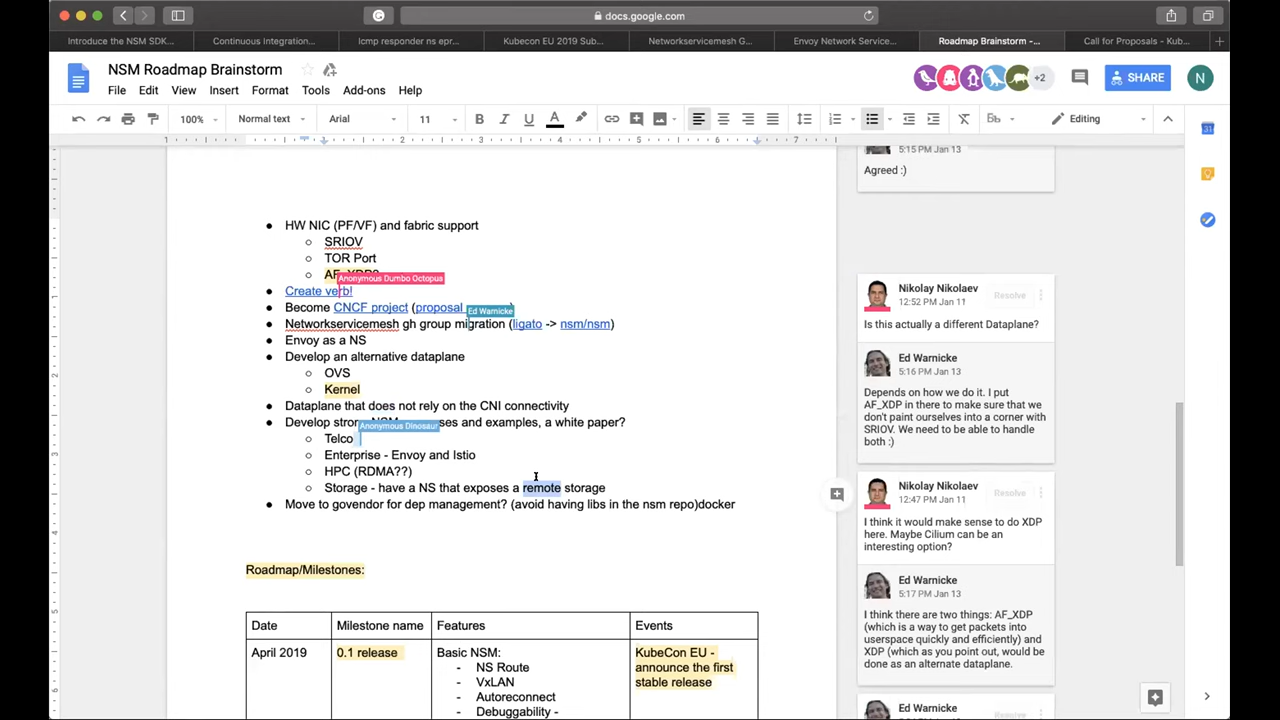 docs.google.com
Introduce the NSM SDK...
Continuous Integration...
Icmp responder ns epr...
Kubecon EU 2019 Sub...
Networkservicemesh G...
Envoy Network Service...
Roadmap Brainstorm -...
Call for Proposals - Kub...
NSM Roadmap Brainstorm
File Edit View Insert Format Tools Add-ons Help
+2
SHARE
N
100% Normal text Arial 11 Editing
1 1 2 3 4 5 6 7
HW NIC (PF/VF) and fabric support
SRIOV
TOR Port
Anonymous Dumbo Octopus
Create verb!
Become CNCF project (proposal
Ed Warnicke
Networkservicemesh gh group migration (ligato -> nsm/nsm)
Envoy as a NS
Develop an alternative dataplane
OVS
Kernel
Dataplane that does not rely on the CNI connectivity
Develop and examples, a white paper?
Anonymous Dinosaur
Telco
Enterprise - Envoy and Istio
HPC (RDMA??)
Storage - have a NS that exposes a remote storage
Move to govendor for dep management? (avoid having libs in the nsm repo)docker
Roadmap/Milestones:
Date Milestone name Features Events
April 2019 0.1 release Basic NSM: KubeCon EU -
- NS Route announce the first
- VxLAN stable release
- Autoreconnect
- Debuggability -
5:15 PM Jan 13
Agreed :)
Nikolay Nikolaev
12:52 PM Jan 11
Resolve
Is this actually a different Dataplane?
Ed Warnicke
5:16 PM Jan 13
Depends on how we do it. I put
AF_XDP in there to make sure that we
don't paint ourselves into a corner with
SRIOV. We need to be able to handle
both :)
Nikolay Nikolaev
12:47 PM Jan 11
Resolve
I think it would make sense to do XDP
here. Maybe Cilium can be an
interesting option?
Ed Warnicke
5:17 PM Jan 13
I think there are two things: AF_XDP
(which is a way to get packets into
userspace quickly and efficiently) and
XDP (which as you point out, would be
done as an alternate dataplane.
Ed Warnicke